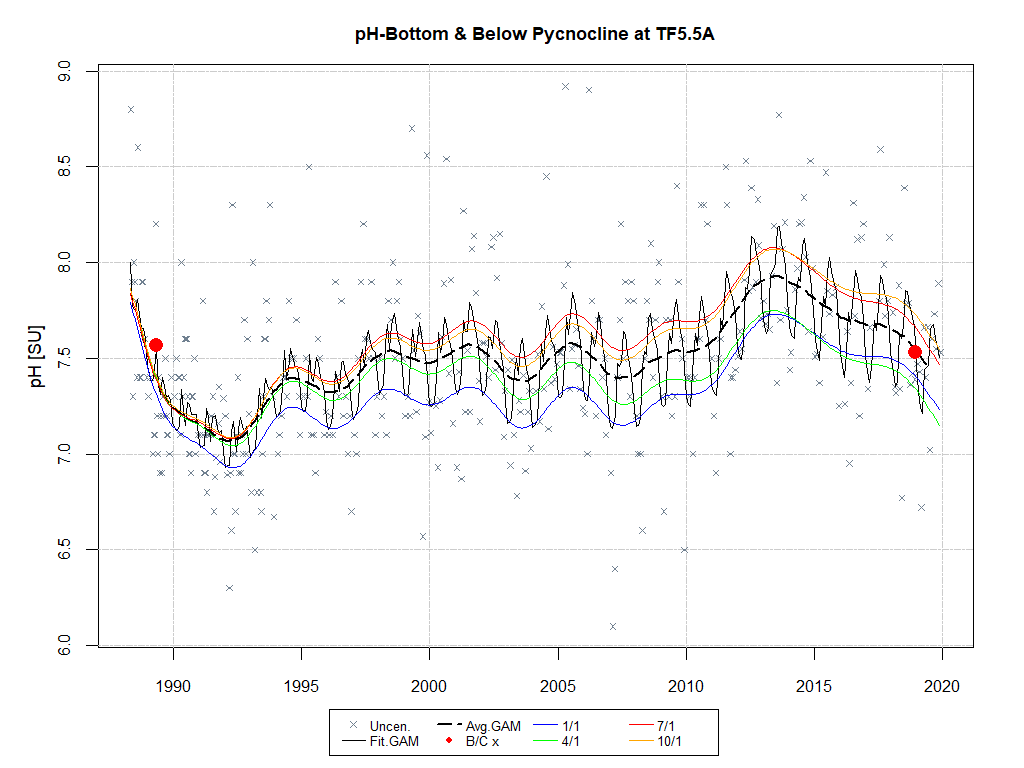 pH-Bottom & Below Pycnocline at TF5.5A
pH [SU]
9.0
8.5
8.0
7.5
7.0
6.5
6.0
1990 1995 2000 2005 2010 2015 2020
Uncen. Avg.GAM 1/1 7/1
Fit.GAM B/C x 4/1 10/1